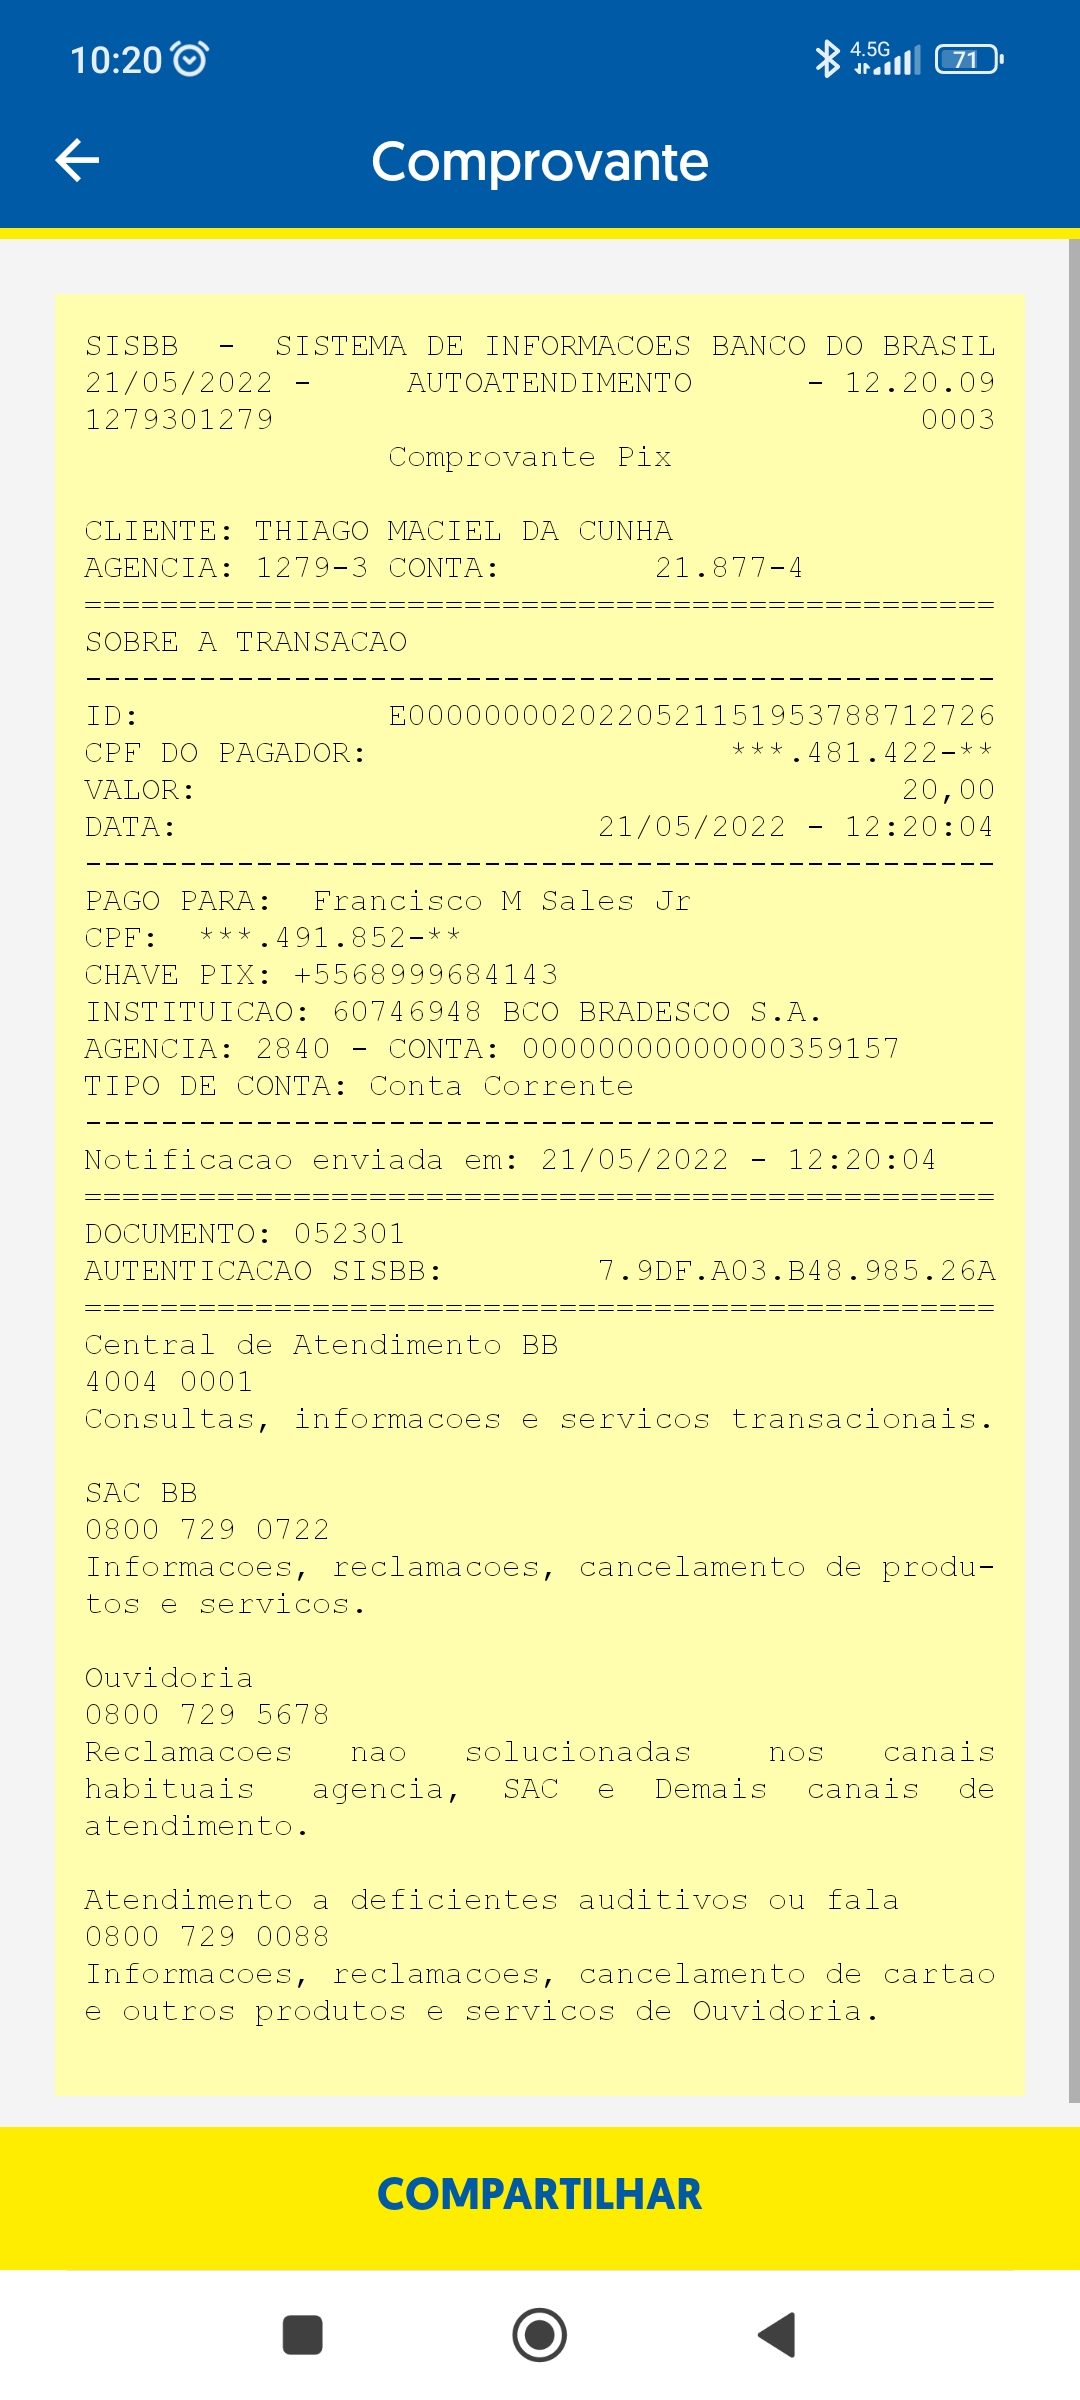 10:20
4.5G
71
Comprovante
SISBB - SISTEMA DE INFORMACOES BANCO DO BRASIL
21/05/2022 - AUTOATENDIMENTO - 12.20.09
1279301279 0003
Comprovante Pix
CLIENTE: THIAGO MACIEL DA CUNHA
AGENCIA: 1279-3 CONTA: 21.877-4
================================================
SOBRE A TRANSACAO
------------------------------------------------
ID: E00000000202205211519537887​12726
CPF DO PAGADOR: ***.481.422-**
VALOR: 20,00
DATA: 21/05/2022 - 12:20:04
------------------------------------------------
PAGO PARA: Francisco M Sales Jr
CPF: ***.491.852-**
CHAVE PIX: +5568999684143
INSTITUICAO: 60746948 BCO BRADESCO S.A.
AGENCIA: 2840 - CONTA: 00000000000000359157
TIPO DE CONTA: Conta Corrente
------------------------------------------------
Notificacao enviada em: 21/05/2022 - 12:20:04
================================================
DOCUMENTO: 052301
AUTENTICACAO SISBB: 7.9DF.A03.B48.985.26A
================================================
Central de Atendimento BB
4004 0001
Consultas, informacoes e servicos transacionais.
SAC BB
0800 729 0722
Informacoes, reclamacoes, cancelamento de produ-
tos e servicos.
Ouvidoria
0800 729 5678
Reclamacoes nao solucionadas nos canais
habituais agencia, SAC e Demais canais de
atendimento.
Atendimento a deficientes auditivos ou fala
0800 729 0088
Informacoes, reclamacoes, cancelamento de cartao
e outros produtos e servicos de Ouvidoria.
COMPARTILHAR